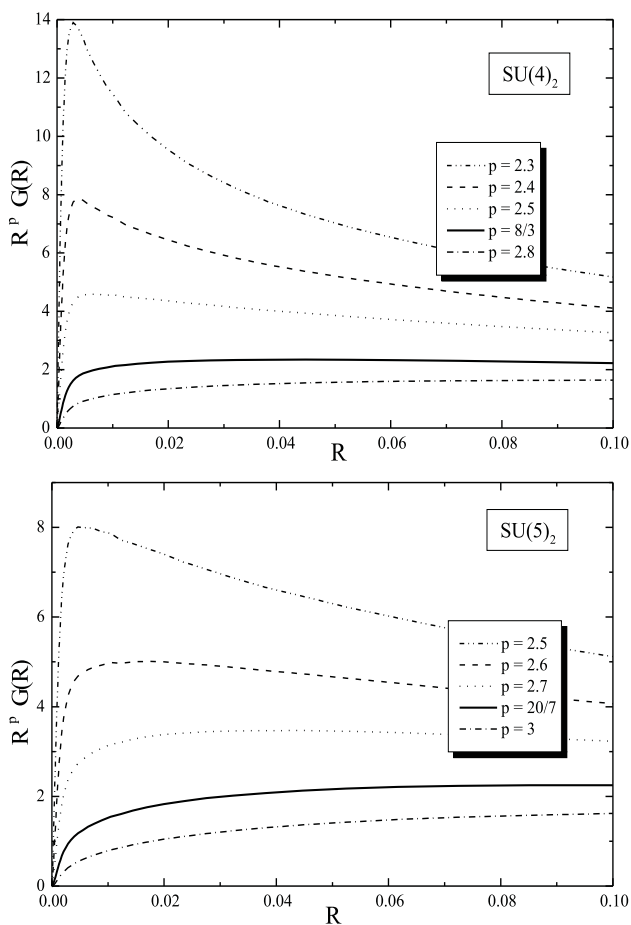 14
12
10
8
6
4
2
0
R^p G(R)
SU(4)₂
p = 2.3
p = 2.4
p = 2.5
p = 8/3
p = 2.8
0.00 0.02 0.04 0.06 0.08 0.10
R
8
6
4
2
0
R^p G(R)
SU(5)₂
p = 2.5
p = 2.6
p = 2.7
p = 20/7
p = 3
0.00 0.02 0.04 0.06 0.08 0.10
R